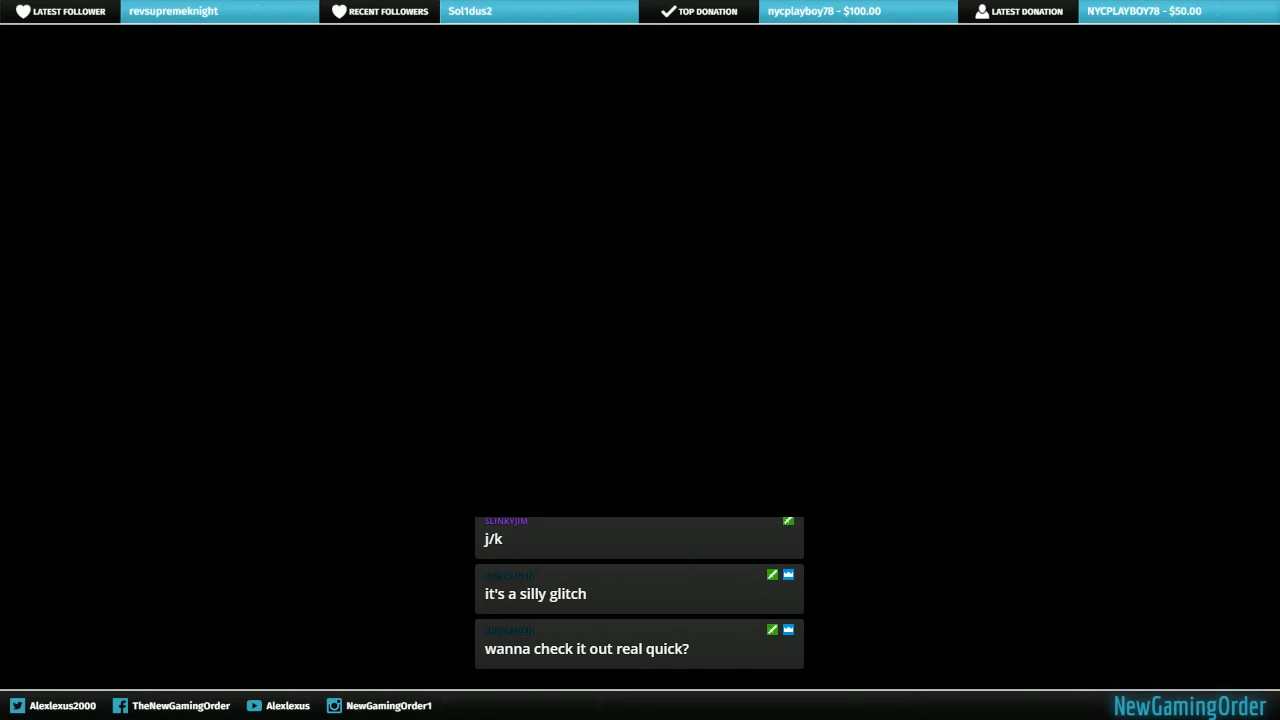 LATEST FOLLOWER revsupremeknight RECENT FOLLOWERS Sol1dus2 TOP DONATION nycplayboy78 - $100.00 LATEST DONATION NYCPLAYBOY78 - $50.00
SLINKYJIM
j/k
it's a silly glitch
wanna check it out real quick?
Alexlexus2000 TheNewGamingOrder Alexlexus NewGamingOrder1 NewGamingOrder